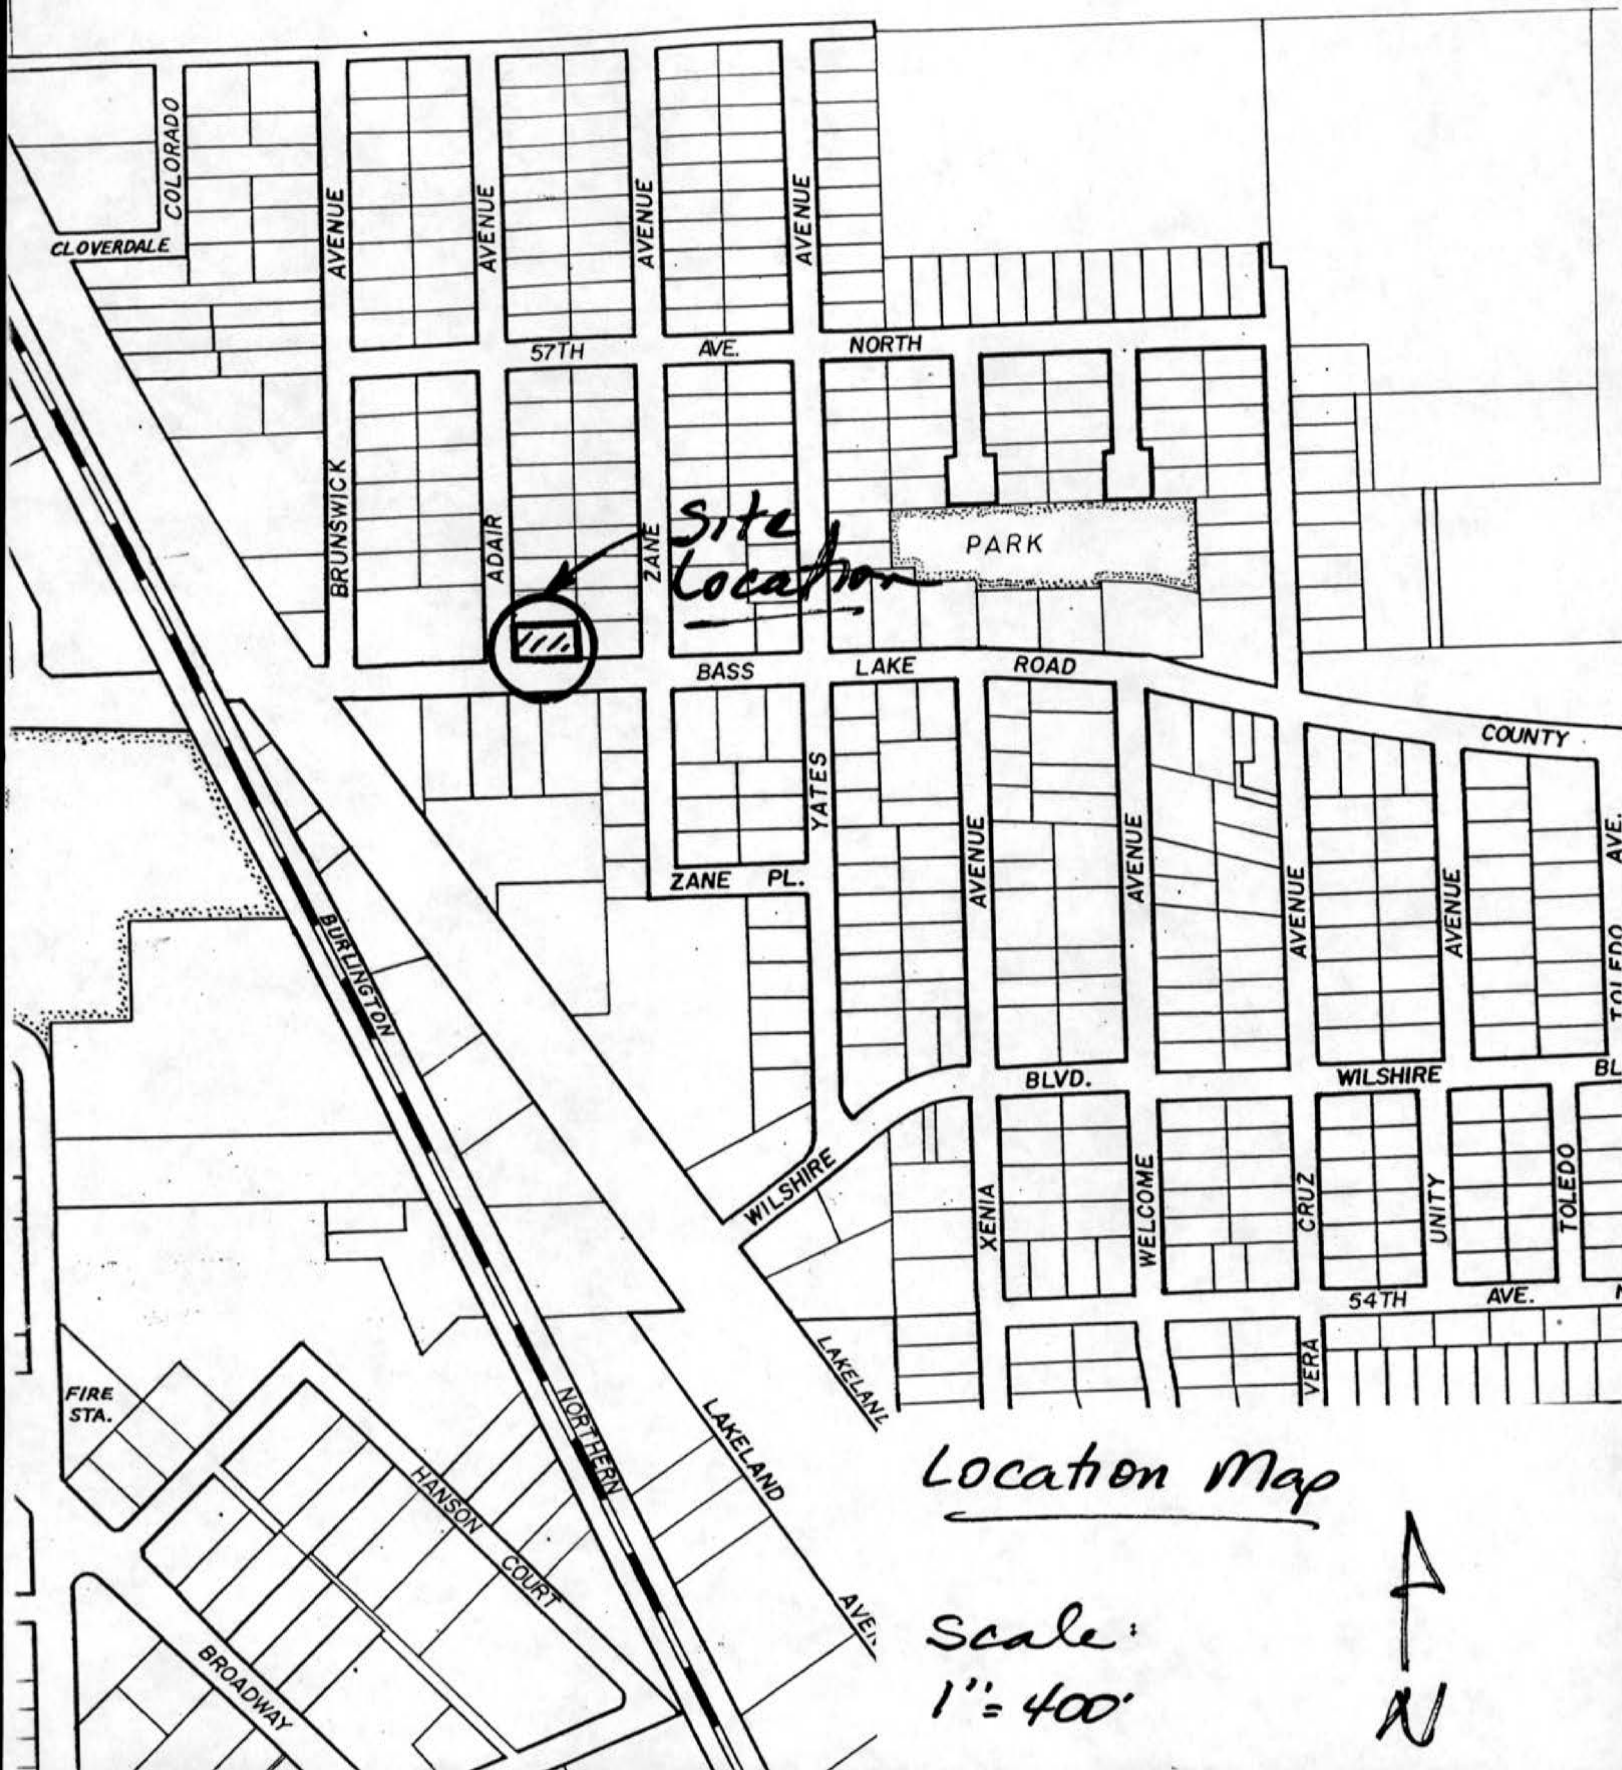 COLORADO
CLOVERDALE
AVENUE
AVENUE
AVENUE
AVENUE
57TH AVE. NORTH
BRUNSWICK
ADAIR
ZANE
Site
Location
PARK
BASS LAKE ROAD
COUNTY
YATES
AVENUE
AVENUE
AVENUE
AVENUE
AVE.
TOLEDO
ZANE PL.
BURLINGTON
BLVD.
WILSHIRE
BL
WILSHIRE
XENIA
WELCOME
CRUZ
UNITY
TOLEDO
54TH AVE.
VERA
LAKELAND
FIRE
STA.
NORTHERN
LAKELAND
HANSON COURT
AVEN
BROADWAY
Location Map
Scale:
1"= 400'
N